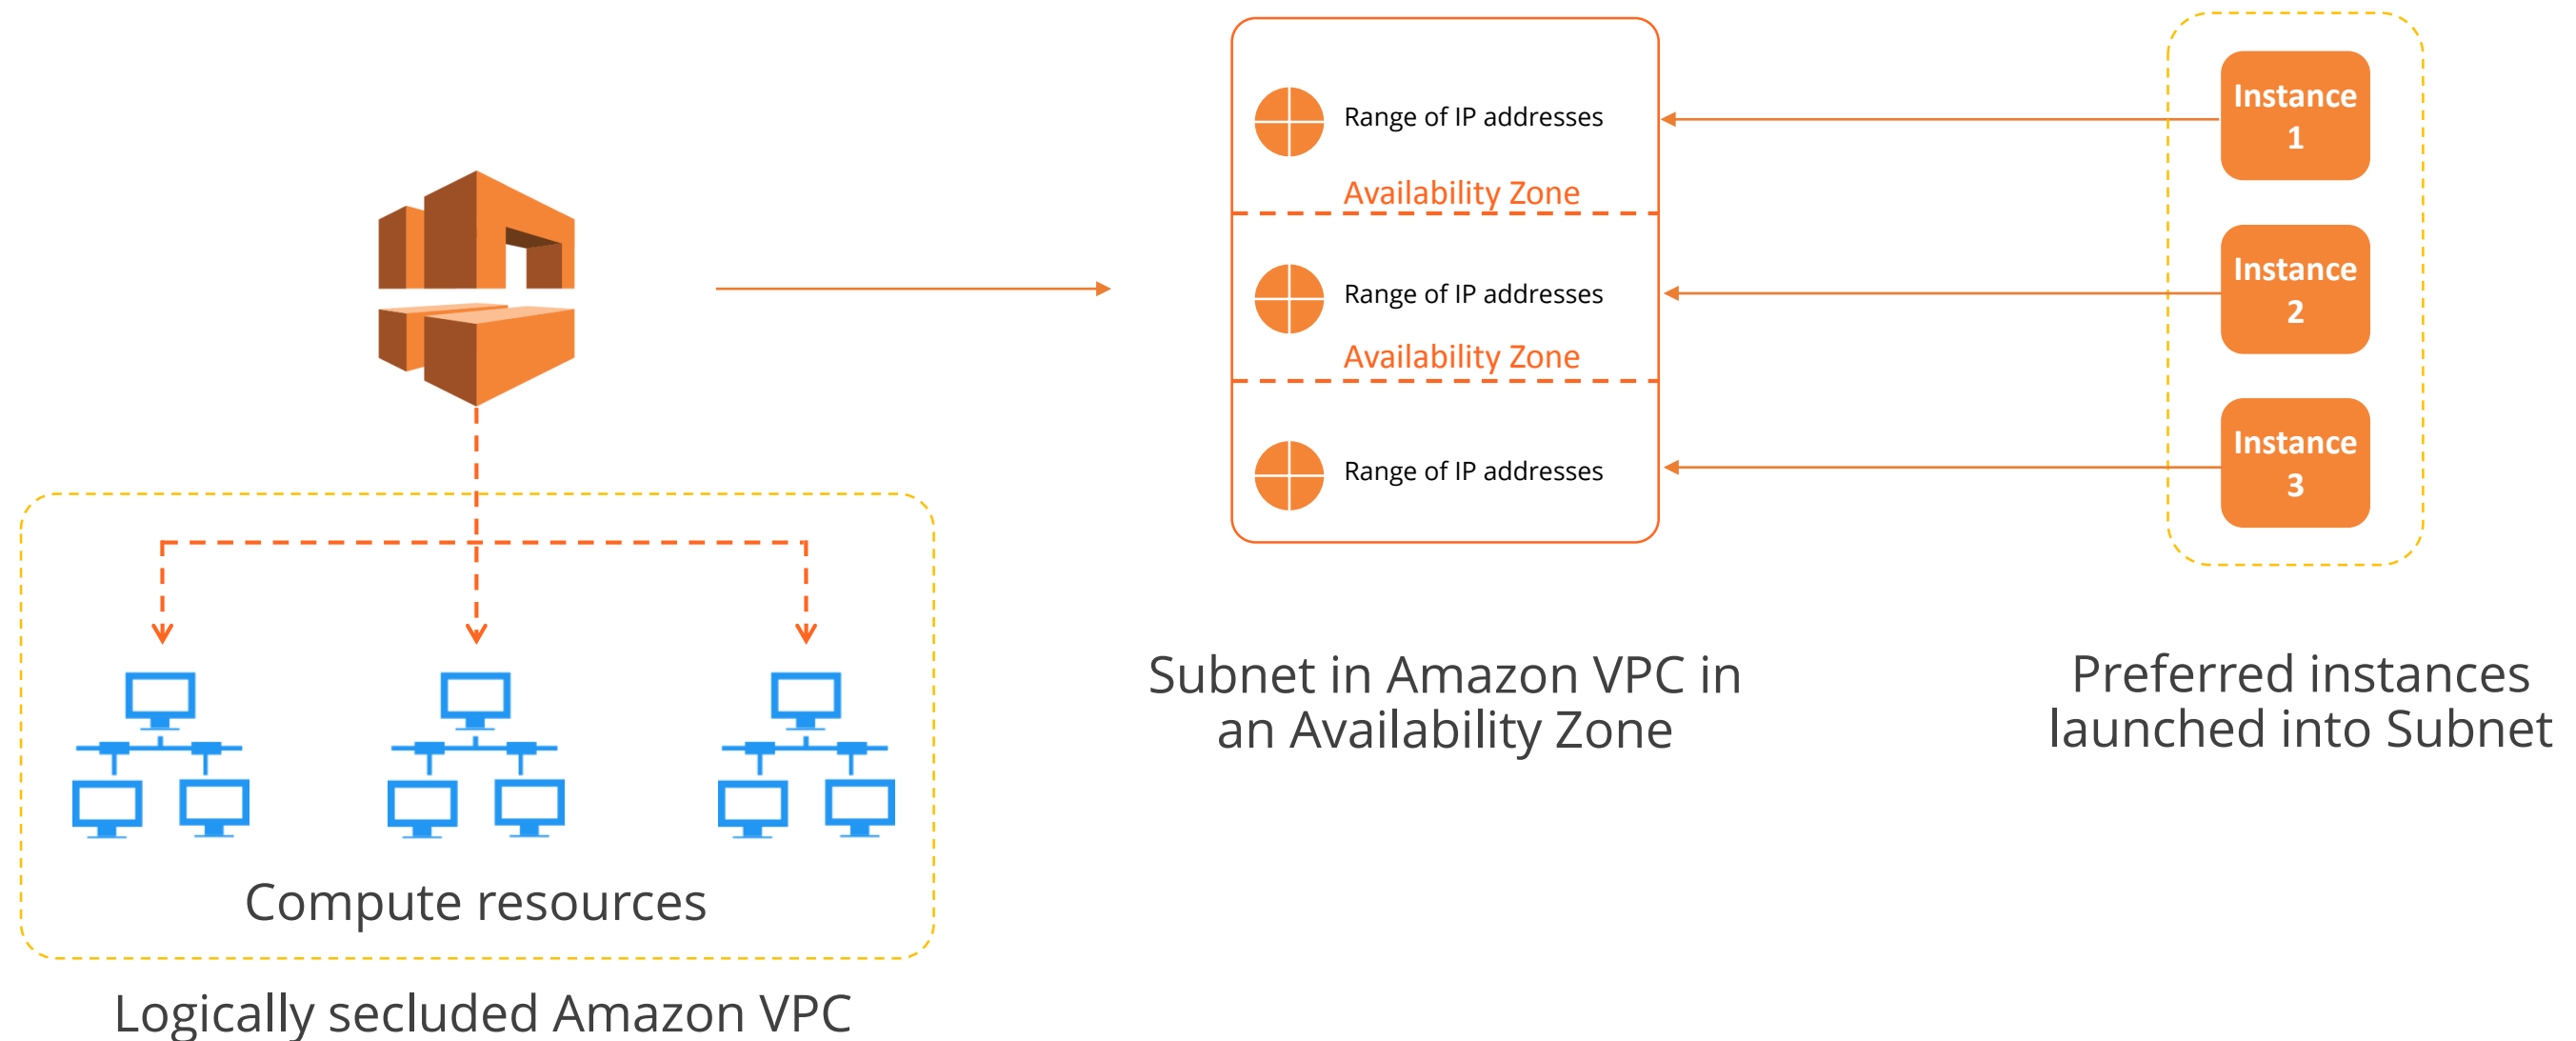 Range of IP addresses
Availability Zone
Range of IP addresses
Availability Zone
Range of IP addresses
Instance
1
Instance
2
Instance
3
Subnet in Amazon VPC in
an Availability Zone
Preferred instances
launched into Subnet
Compute resources
Logically secluded Amazon VPC